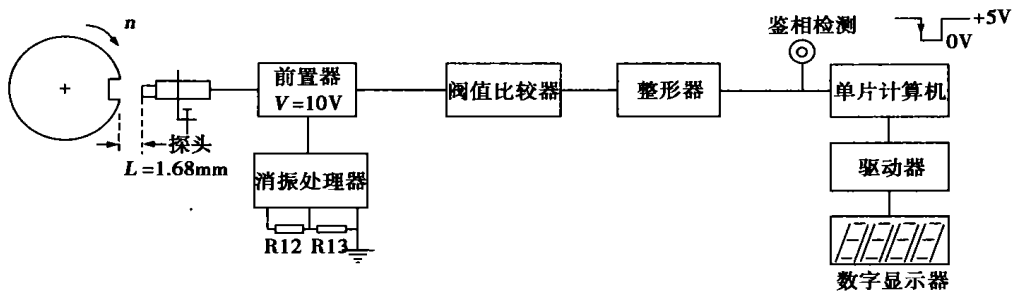 n
探头
L=1.68mm
前置器
V=10V
消振处理器
R12 R13
阀值比较器
整形器
鉴相检测
+5V
0V
单片计算机
驱动器
数字显示器